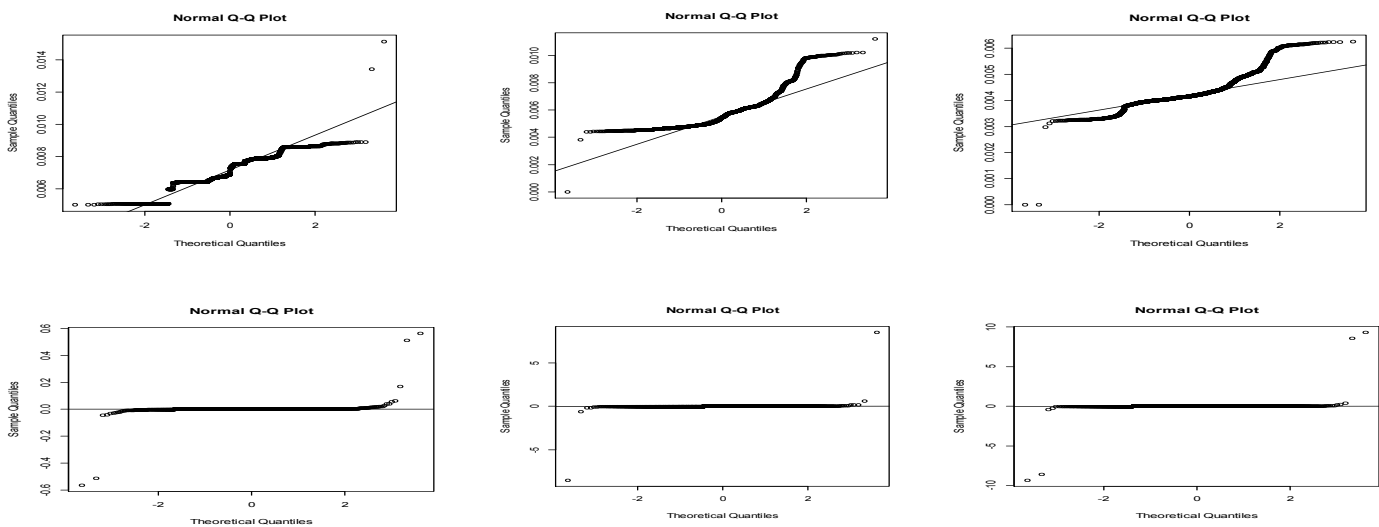 Normal Q-Q Plot
Sample Quantiles
0.014
0.012
0.010
0.008
0.006
-2
0
2
Theoretical Quantiles
Normal Q-Q Plot
Sample Quantiles
0.010
0.008
0.006
0.004
0.002
0.000
-2
0
2
Theoretical Quantiles
Normal Q-Q Plot
Sample Quantiles
0.006
0.005
0.004
0.003
0.002
0.001
0.000
-2
0
2
Theoretical Quantiles
Normal Q-Q Plot
Sample Quantiles
0.6
0.4
0.2
0.0
-0.2
-0.4
-0.6
-2
0
2
Theoretical Quantiles
Normal Q-Q Plot
Sample Quantiles
5
0
-5
-2
0
2
Theoretical Quantiles
Normal Q-Q Plot
Sample Quantiles
10
5
0
-5
-10
-2
0
2
Theoretical Quantiles